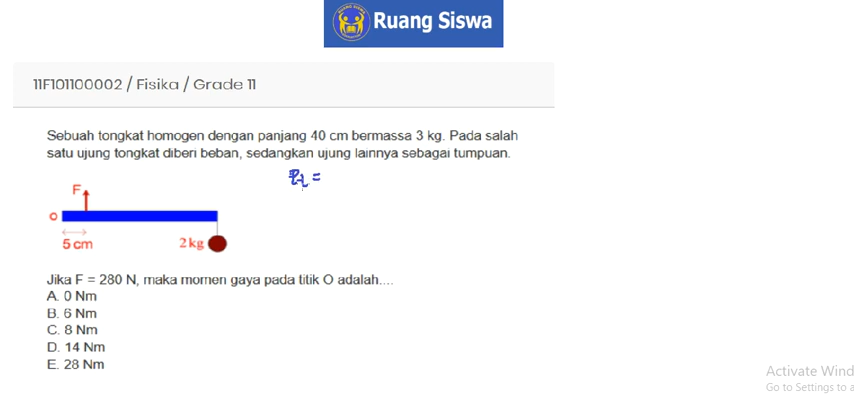 Ruang Siswa
11F101100002 / Fisika / Grade 11
Sebuah tongkat homogen dengan panjang 40 cm bermassa 3 kg. Pada salah
satu ujung tongkat diberi beban, sedangkan ujung lainnya sebagai tumpuan.
F
O
5 cm
2 kg
Jika F = 280 N, maka momen gaya pada titik O adalah....
A. 0 Nm
B. 6 Nm
C. 8 Nm
D. 14 Nm
E. 28 Nm
Activate Wind
Go to Settings to a